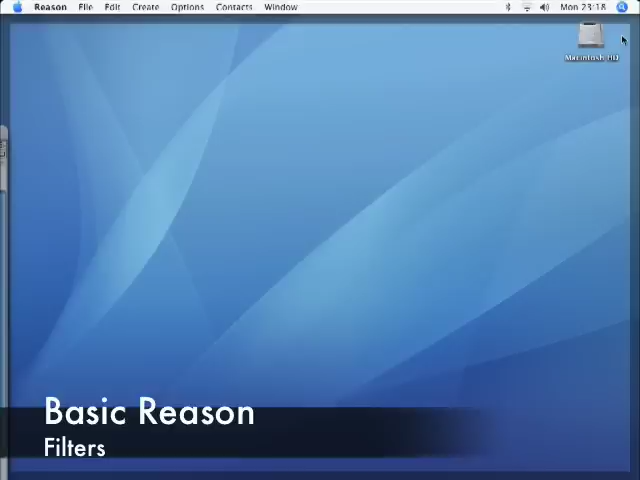 Reason File Edit Create Options Contacts Window Mon 23:18
Macintosh HD
Basic Reason
Filters